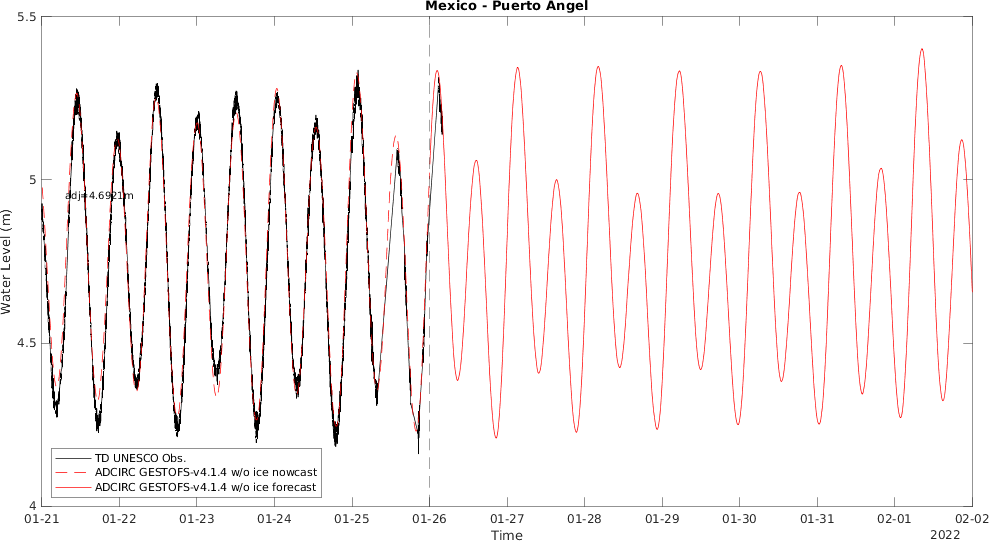 Mexico - Puerto Angel
5.5
5
4.5
4
Water Level (m)
adj=4.6921m
TD UNESCO Obs.
ADCIRC GESTOFS-v4.1.4 w/o ice nowcast
ADCIRC GESTOFS-v4.1.4 w/o ice forecast
01-21 01-22 01-23 01-24 01-25 01-26 01-27 01-28 01-29 01-30 01-31 02-01 02-02
Time
2022